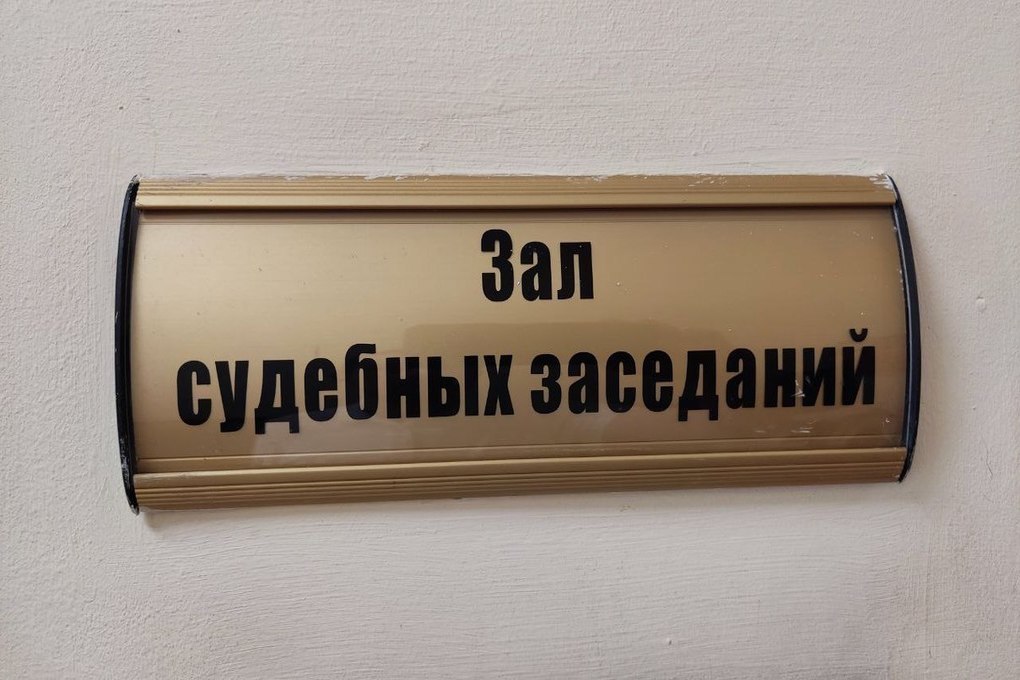 Зал
судебных заседаний